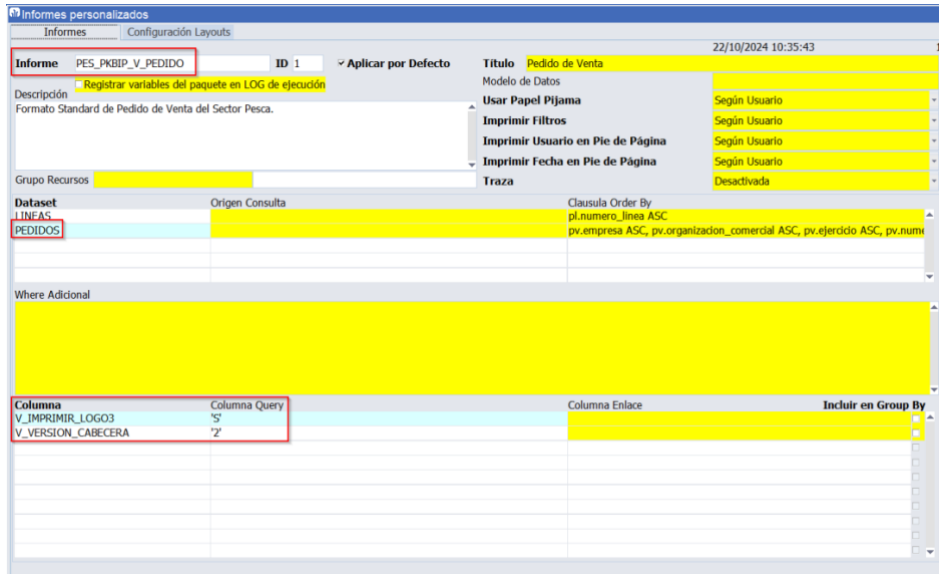 Informes personalizados
Informes Configuración Layouts
22/10/2024 10:35:43
Informe PES_PKBIP_V_PEDIDO ID 1 Aplicar por Defecto Título Pedido de Venta
Registrar variables del paquete en LOG de ejecución Modelo de Datos
Descripción
Formato Standard de Pedido de Venta del Sector Pesca.
Usar Papel Pijama Según Usuario
Imprimir Filtros Según Usuario
Imprimir Usuario en Pie de Página Según Usuario
Imprimir Fecha en Pie de Página Según Usuario
Grupo Recursos Traza Desactivada
Dataset Origen Consulta Clausula Order By
LINEAS pl.numero_linea ASC
PEDIDOS pv.empresa ASC, pv.organizacion_comercial ASC, pv.ejercicio ASC, pv.nume
Where Adicional
Columna Columna Query Columna Enlace Incluir en Group By
V_IMPRIMIR_LOGO3 'S'
V_VERSION_CABECERA '2'